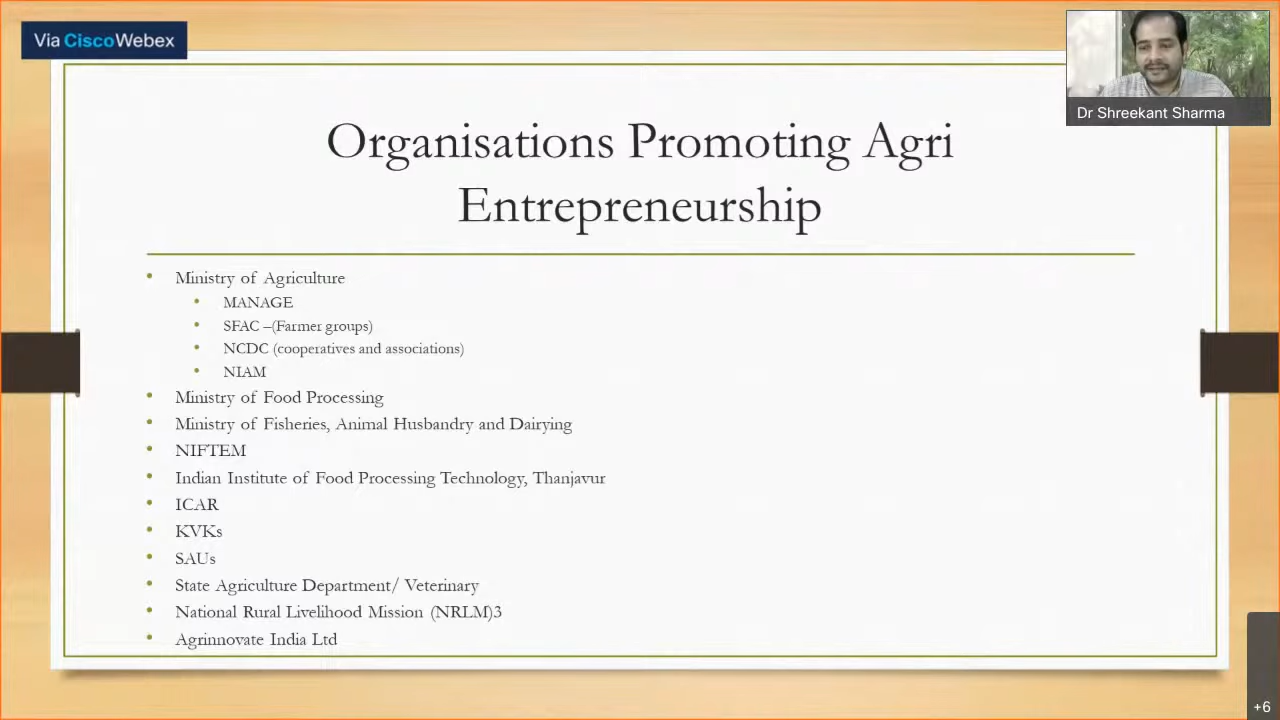 Via CiscoWebex
Dr Shreekant Sharma
Organisations Promoting Agri
Entrepreneurship
• Ministry of Agriculture
• MANAGE
• SFAC –(Farmer groups)
• NCDC (cooperatives and associations)
• NIAM
• Ministry of Food Processing
• Ministry of Fisheries, Animal Husbandry and Dairying
• NIFTEM
• Indian Institute of Food Processing Technology, Thanjavur
• ICAR
• KVKs
• SAUs
• State Agriculture Department/ Veterinary
• National Rural Livelihood Mission (NRLM)3
• Agrinnovate India Ltd
+6